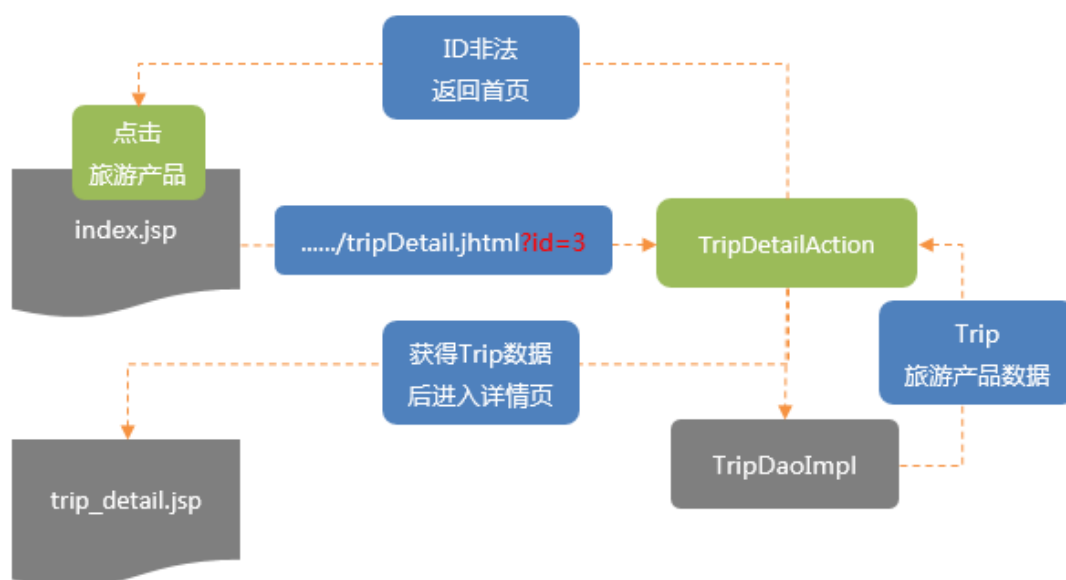 ID非法
返回首页
点击
旅游产品
index.jsp
....../tripDetail.jhtml?id=3
TripDetailAction
获得Trip数据
后进入详情页
Trip
旅游产品数据
trip_detail.jsp
TripDaoImpl